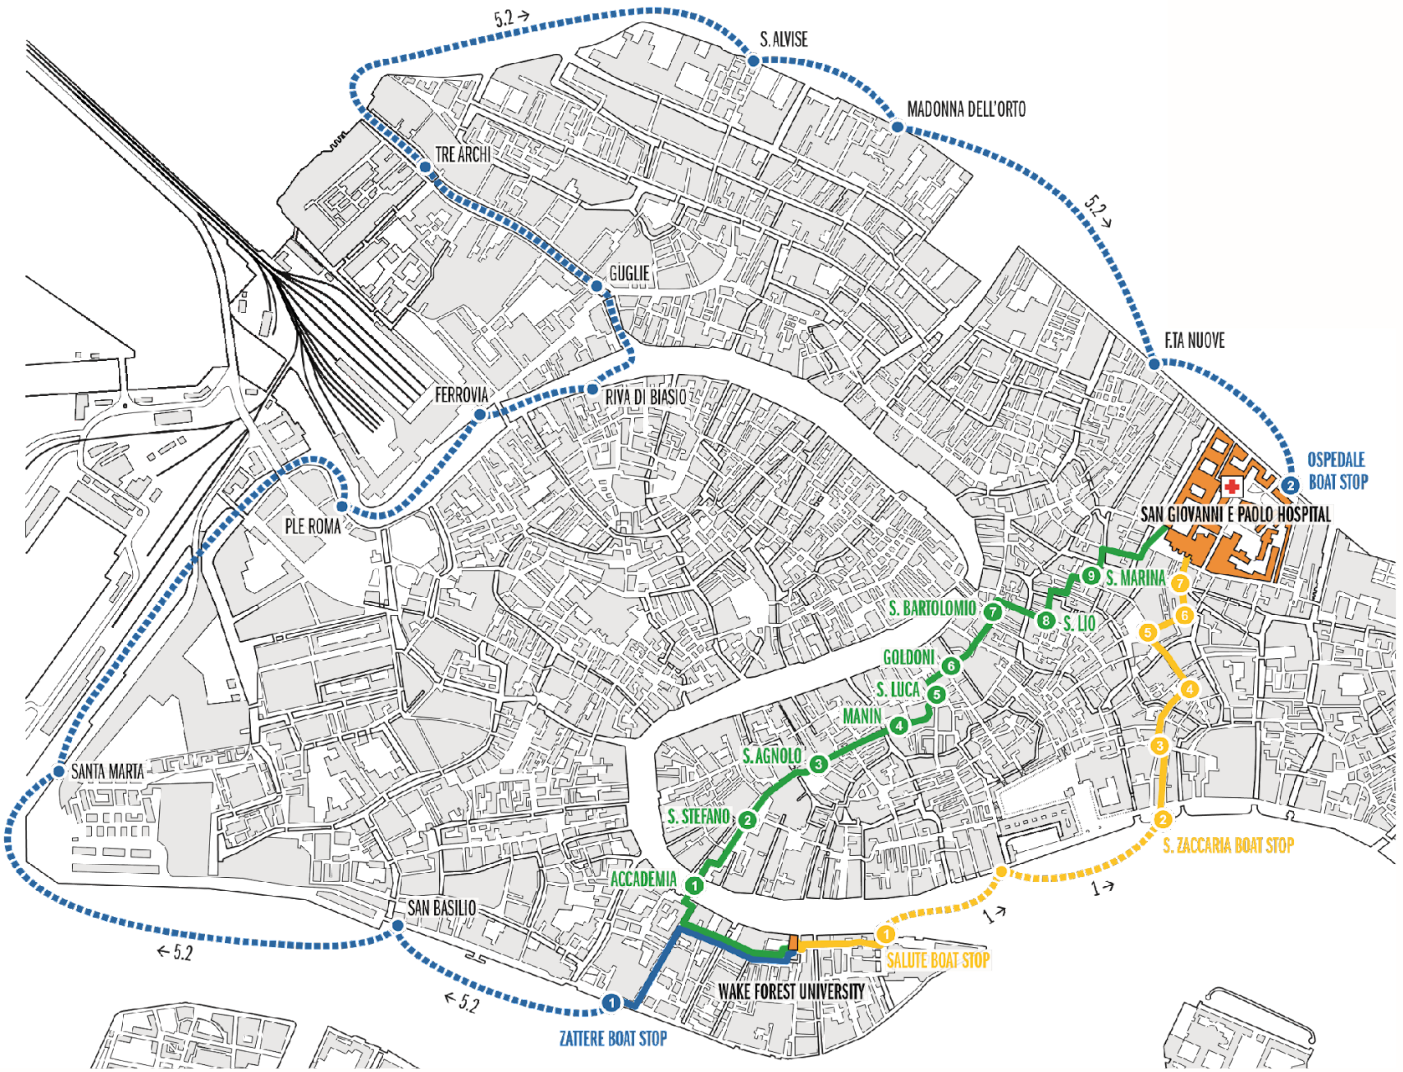 5.2 →
S. ALVISE
MADONNA DELL'ORTO
TRE ARCHI
5.2 →
GUGLIE
F.TA NUOVE
FERROVIA
RIVA DI BIASIO
OSPEDALE
BOAT STOP
2
SAN GIOVANNI E PAOLO HOSPITAL
PLE ROMA
9
S. MARINA
7
S. BARTOLOMIO
7
8
S. LIO
6
5
GOLDONI
6
S. LUCA
5
4
MANIN
4
3
S. AGNOLO
3
SANTA MARTA
S. STEFANO
2
2
S. ZACCARIA BOAT STOP
ACCADEMIA
1
1 →
SAN BASILIO
1 →
1
SALUTE BOAT STOP
← 5.2
WAKE FOREST UNIVERSITY
← 5.2
1
ZATTERE BOAT STOP